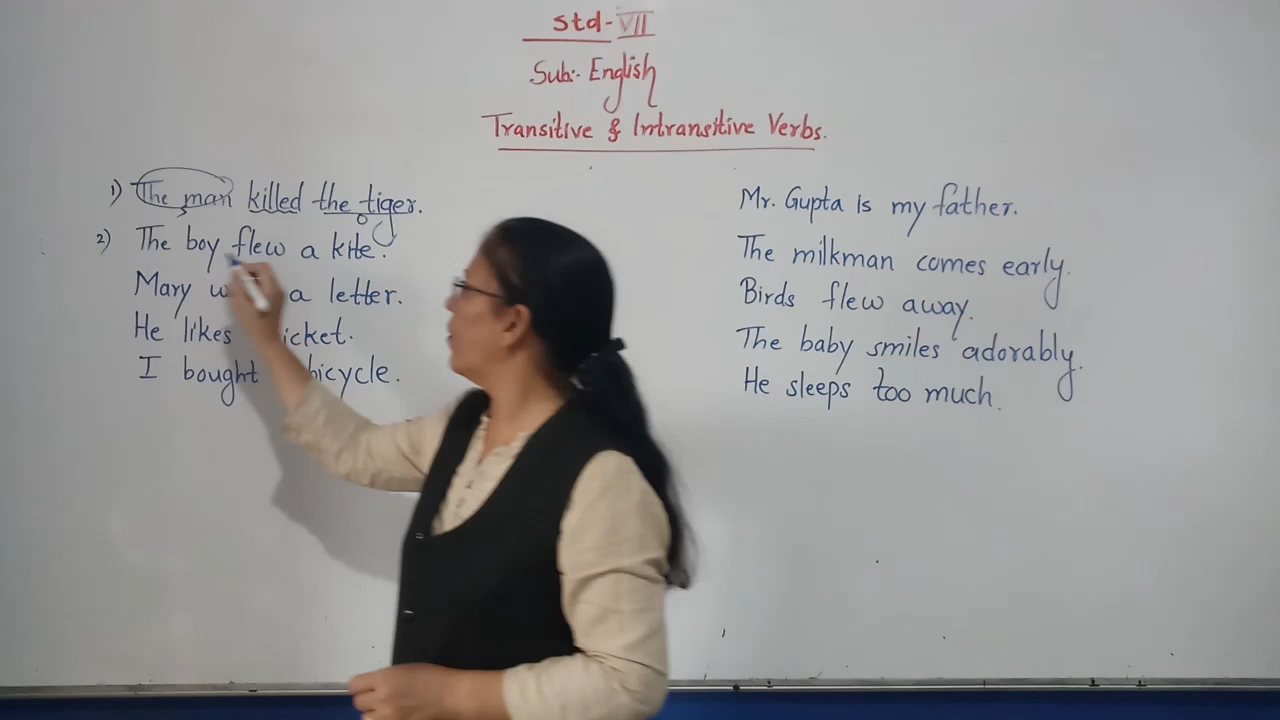 Std-VII
Sub:- English
Transitive & Intransitive Verbs.
1) The man killed the tiger.
s o
2) The boy flew a kite.
Mary a letter.
He likes
I bought bicycle.
Mr. Gupta is my father.
The milkman comes early.
Birds flew away.
The baby smiles adorably.
He sleeps too much.